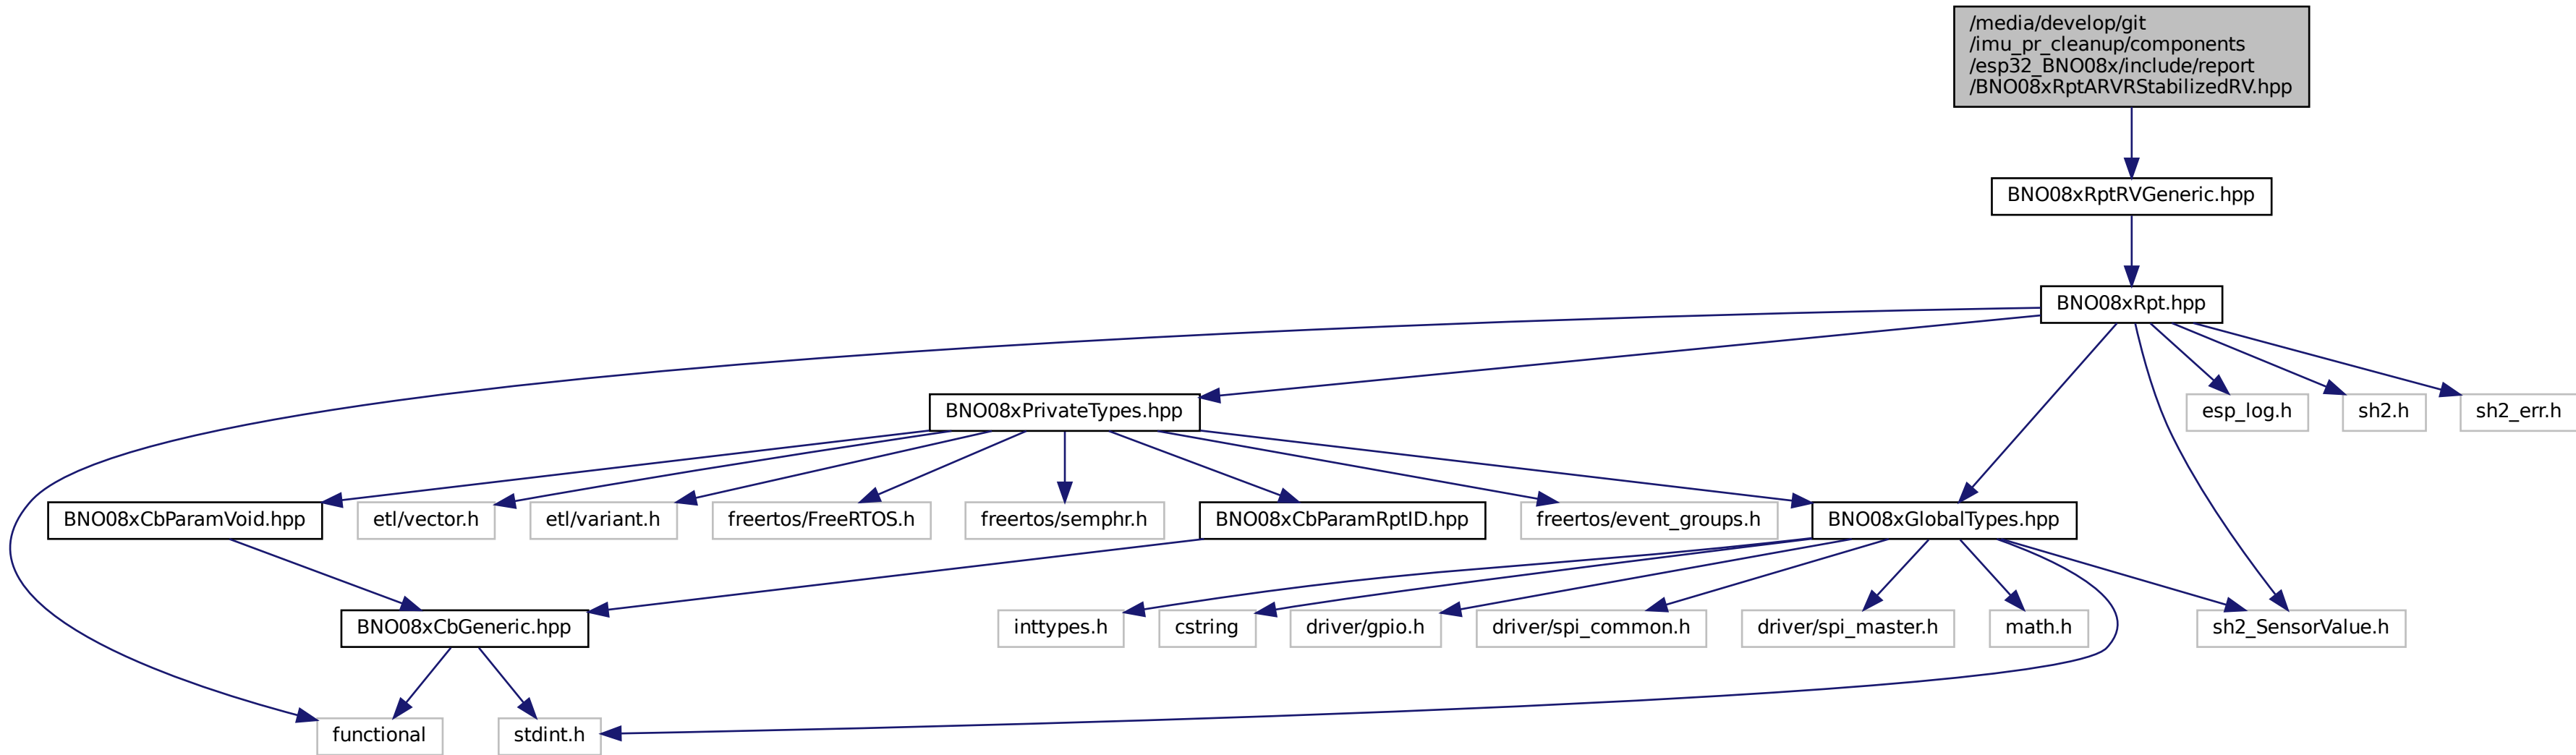 /media/develop/git
/imu_pr_cleanup/components
/esp32_BNO08x/include/report
/BNO08xRptARVRStabilizedRV.hpp
BNO08xRptRVGeneric.hpp
BNO08xRpt.hpp
BNO08xPrivateTypes.hpp
esp_log.h
sh2.h
sh2_err.h
BNO08xCbParamVoid.hpp
etl/vector.h
etl/variant.h
freertos/FreeRTOS.h
freertos/semphr.h
BNO08xCbParamRptID.hpp
freertos/event_groups.h
BNO08xGlobalTypes.hpp
BNO08xCbGeneric.hpp
inttypes.h
cstring
driver/gpio.h
driver/spi_common.h
driver/spi_master.h
math.h
sh2_SensorValue.h
functional
stdint.h